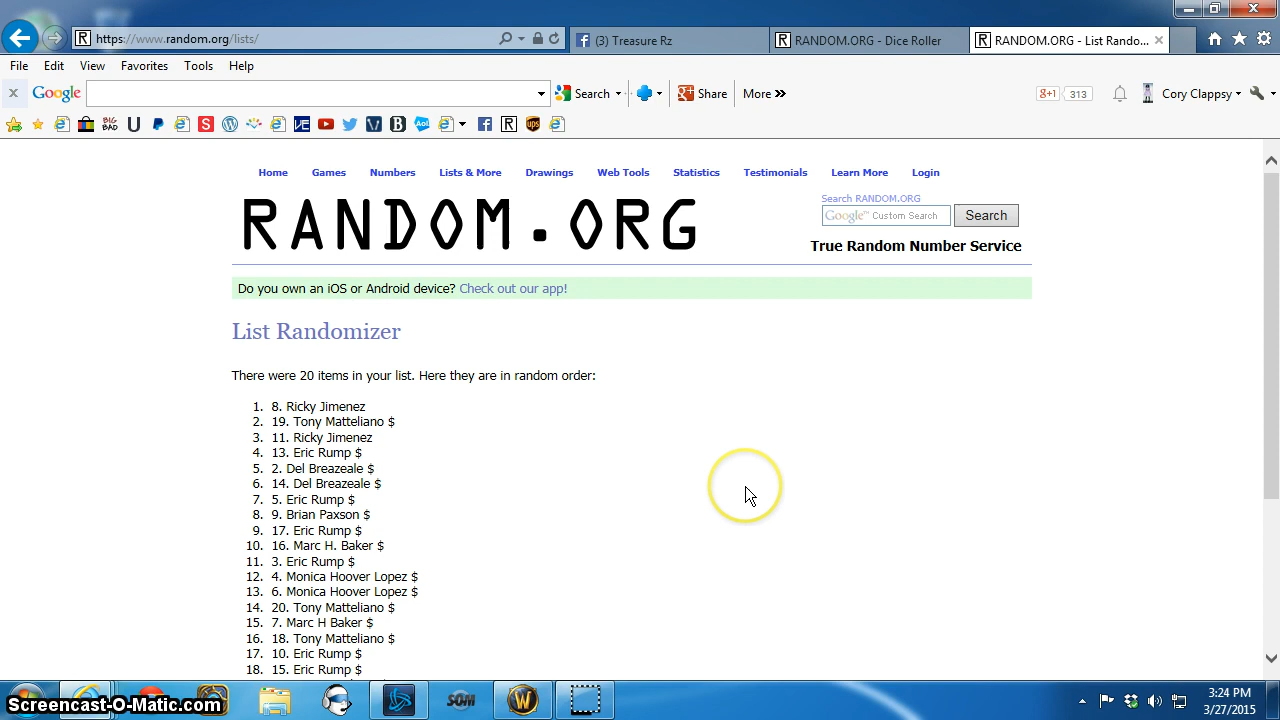 https://www.random.org/lists/
(3) Treasure Rz
RANDOM.ORG - Dice Roller
RANDOM.ORG - List Rando...
File Edit View Favorites Tools Help
Google Search Share More »
g+1 313 Cory Clappsy
BIG BAD
U
S
VE
V
B
Aol.
R
ups
Home Games Numbers Lists & More Drawings Web Tools Statistics Testimonials Learn More Login
RANDOM.ORG
Search RANDOM.ORG
Google™ Custom Search Search
True Random Number Service
Do you own an iOS or Android device? Check out our app!
List Randomizer
There were 20 items in your list. Here they are in random order:
1. 8. Ricky Jimenez
2. 19. Tony Matteliano $
3. 11. Ricky Jimenez
4. 13. Eric Rump $
5. 2. Del Breazeale $
6. 14. Del Breazeale $
7. 5. Eric Rump $
8. 9. Brian Paxson $
9. 17. Eric Rump $
10. 16. Marc H. Baker $
11. 3. Eric Rump $
12. 4. Monica Hoover Lopez $
13. 6. Monica Hoover Lopez $
14. 20. Tony Matteliano $
15. 7. Marc H Baker $
16. 18. Tony Matteliano $
17. 10. Eric Rump $
18. 15. Eric Rump $
SOM
W
3:24 PM
3/27/2015
Screencast-O-Matic.com